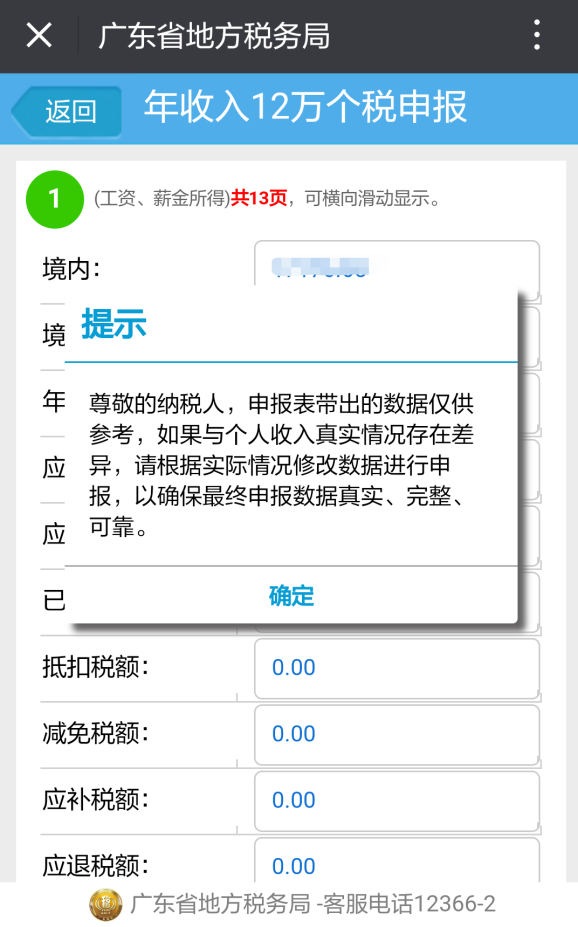 广东省地方税务局
返回
年收入12万个税申报
1
(工资、薪金所得)共13页，可横向滑动显示。
境内:
境
提示
年
尊敬的纳税人，申报表带出的数据仅供
参考，如果与个人收入真实情况存在差
应
异，请根据实际情况修改数据进行申
报，以确保最终申报数据真实、完整、
应
可靠。
已
确定
抵扣税额:
0.00
减免税额:
0.00
应补税额:
0.00
应退税额:
0.00
广东省地方税务局 -客服电话12366-2